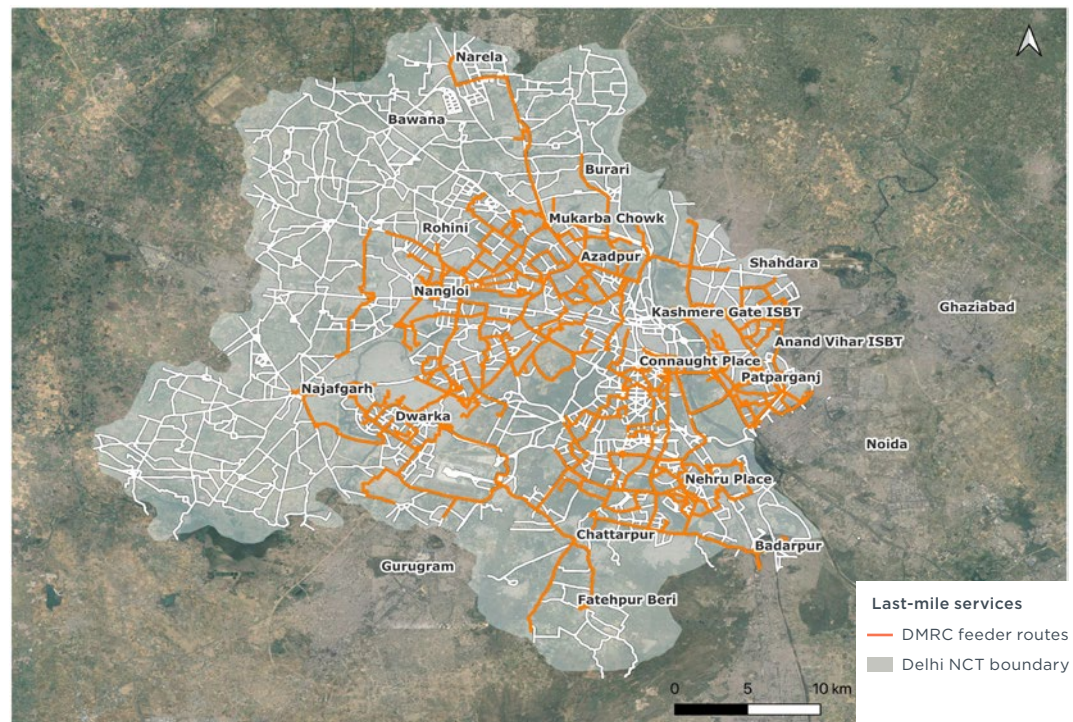 Narela
Bawana
Burari
Mukarba Chowk
Rohini
Azadpur
Shahdara
Nangloi
Ghaziabad
Kashmere Gate ISBT
Anand Vihar ISBT
Connaught Place
Patparganj
Najafgarh
Dwarka
Noida
Nehru Place
Chattarpur
Badarpur
Gurugram
Fatehpur Beri
Last-mile services
DMRC feeder routes
Delhi NCT boundary
0 5 10 km